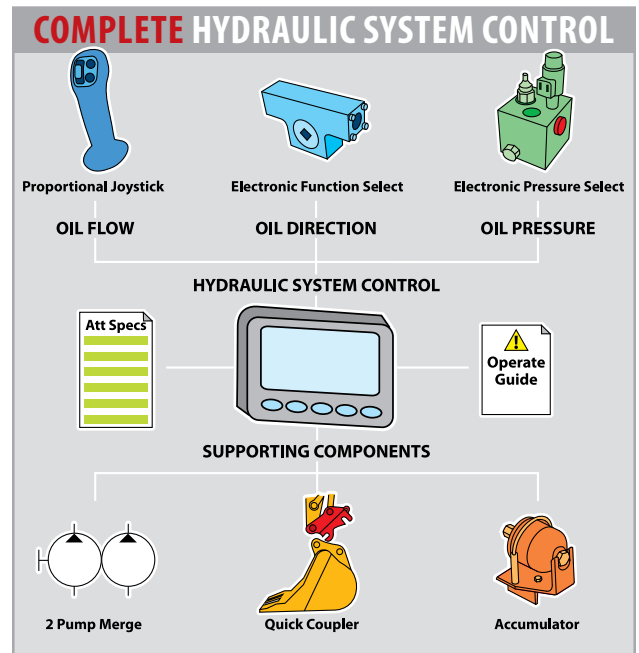 COMPLETE HYDRAULIC SYSTEM CONTROL
Proportional Joystick
Electronic Function Select
Electronic Pressure Select
OIL FLOW
OIL DIRECTION
OIL PRESSURE
HYDRAULIC SYSTEM CONTROL
Att Specs
Operate
Guide
SUPPORTING COMPONENTS
2 Pump Merge
Quick Coupler
Accumulator